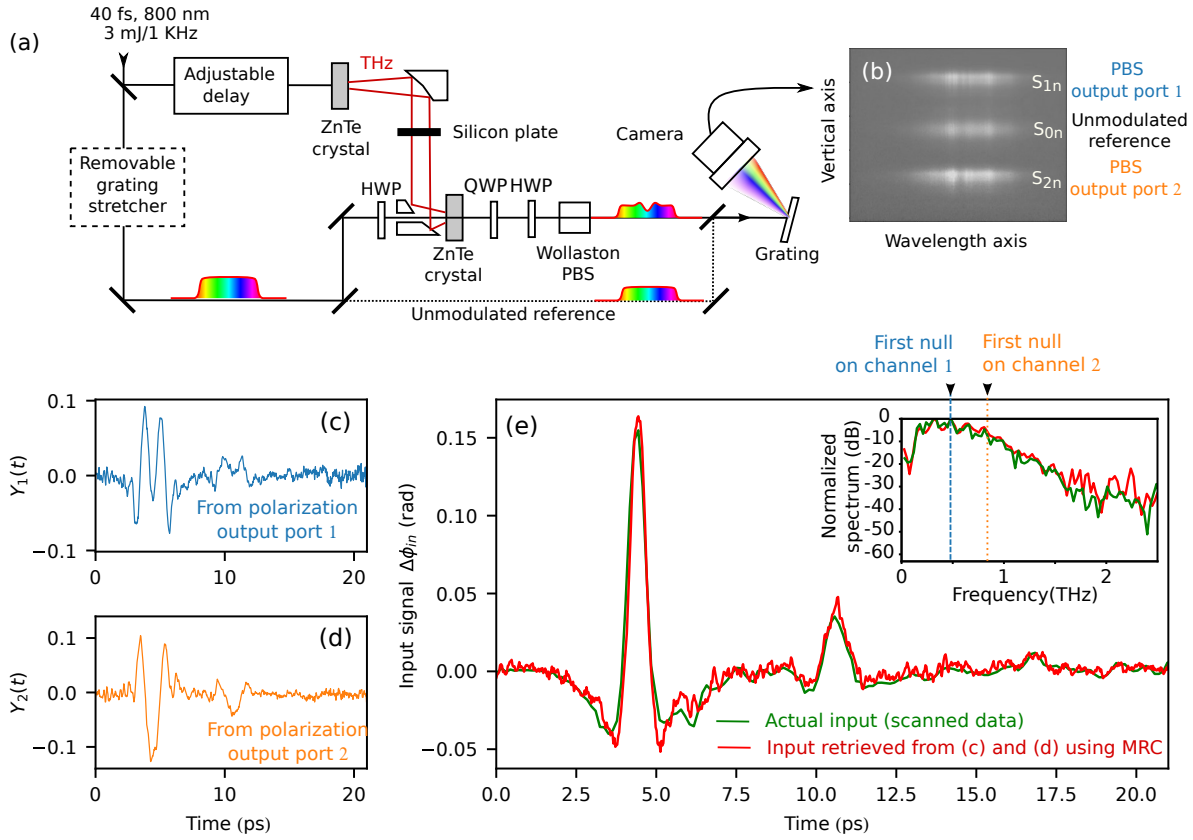 40 fs, 800 nm
3 mJ/1 KHz
(a)
Adjustable
delay
THz
ZnTe
crystal
Silicon plate
Removable
grating
stretcher
HWP
QWP
HWP
ZnTe
crystal
Wollaston
PBS
Camera
Grating
Unmodulated reference
(b)
Vertical axis
Wavelength axis
S1n
S0n
S2n
PBS
output port 1
Unmodulated
reference
PBS
output port 2
(c)
Y1(t)
0.1
0.0
−0.1
From polarization
output port 1
0
10
20
(d)
Y2(t)
0.1
0.0
−0.1
From polarization
output port 2
0
10
20
Time (ps)
(e)
Input signal Δϕin (rad)
0.15
0.10
0.05
0.00
−0.05
0.0
2.5
5.0
7.5
10.0
12.5
15.0
17.5
20.0
Time (ps)
Actual input (scanned data)
Input retrieved from (c) and (d) using MRC
First null
on channel 1
First null
on channel 2
Normalized
spectrum (dB)
0
-10
-20
-30
-40
-50
-60
0
1
2
Frequency(THz)